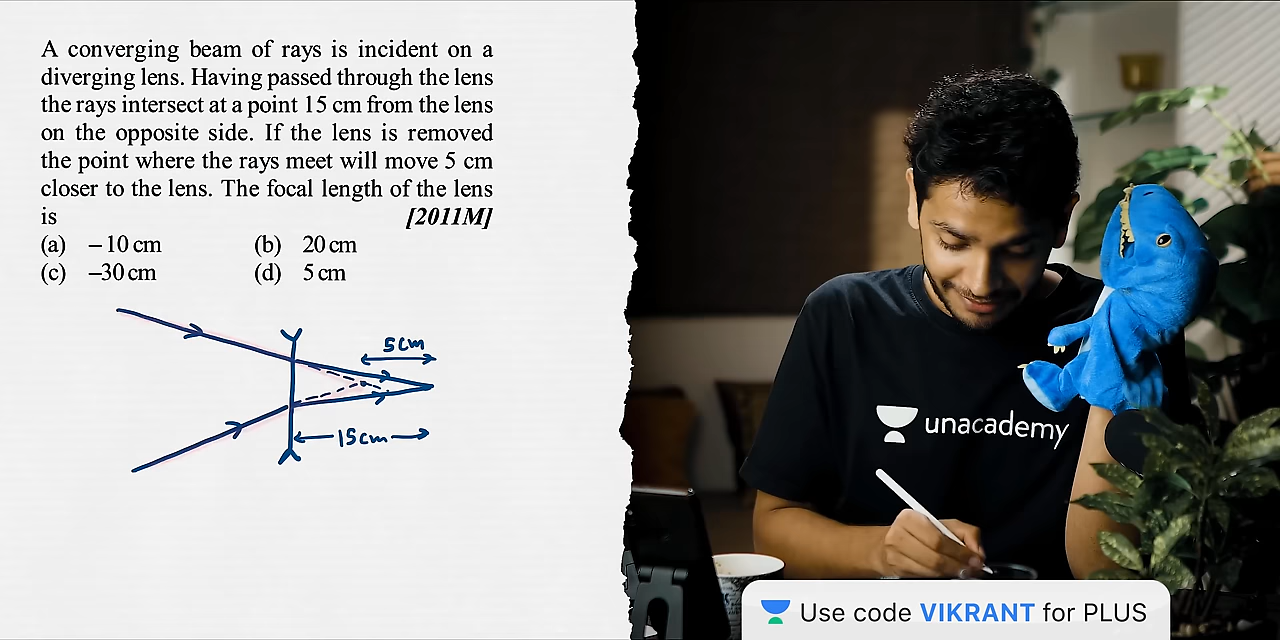 A converging beam of rays is incident on a
diverging lens. Having passed through the lens
the rays intersect at a point 15 cm from the lens
on the opposite side. If the lens is removed
the point where the rays meet will move 5 cm
closer to the lens. The focal length of the lens
is [2011M]
(a) – 10 cm (b) 20 cm
(c) –30 cm (d) 5 cm
5cm
15cm
unacademy
Use code VIKRANT for PLUS